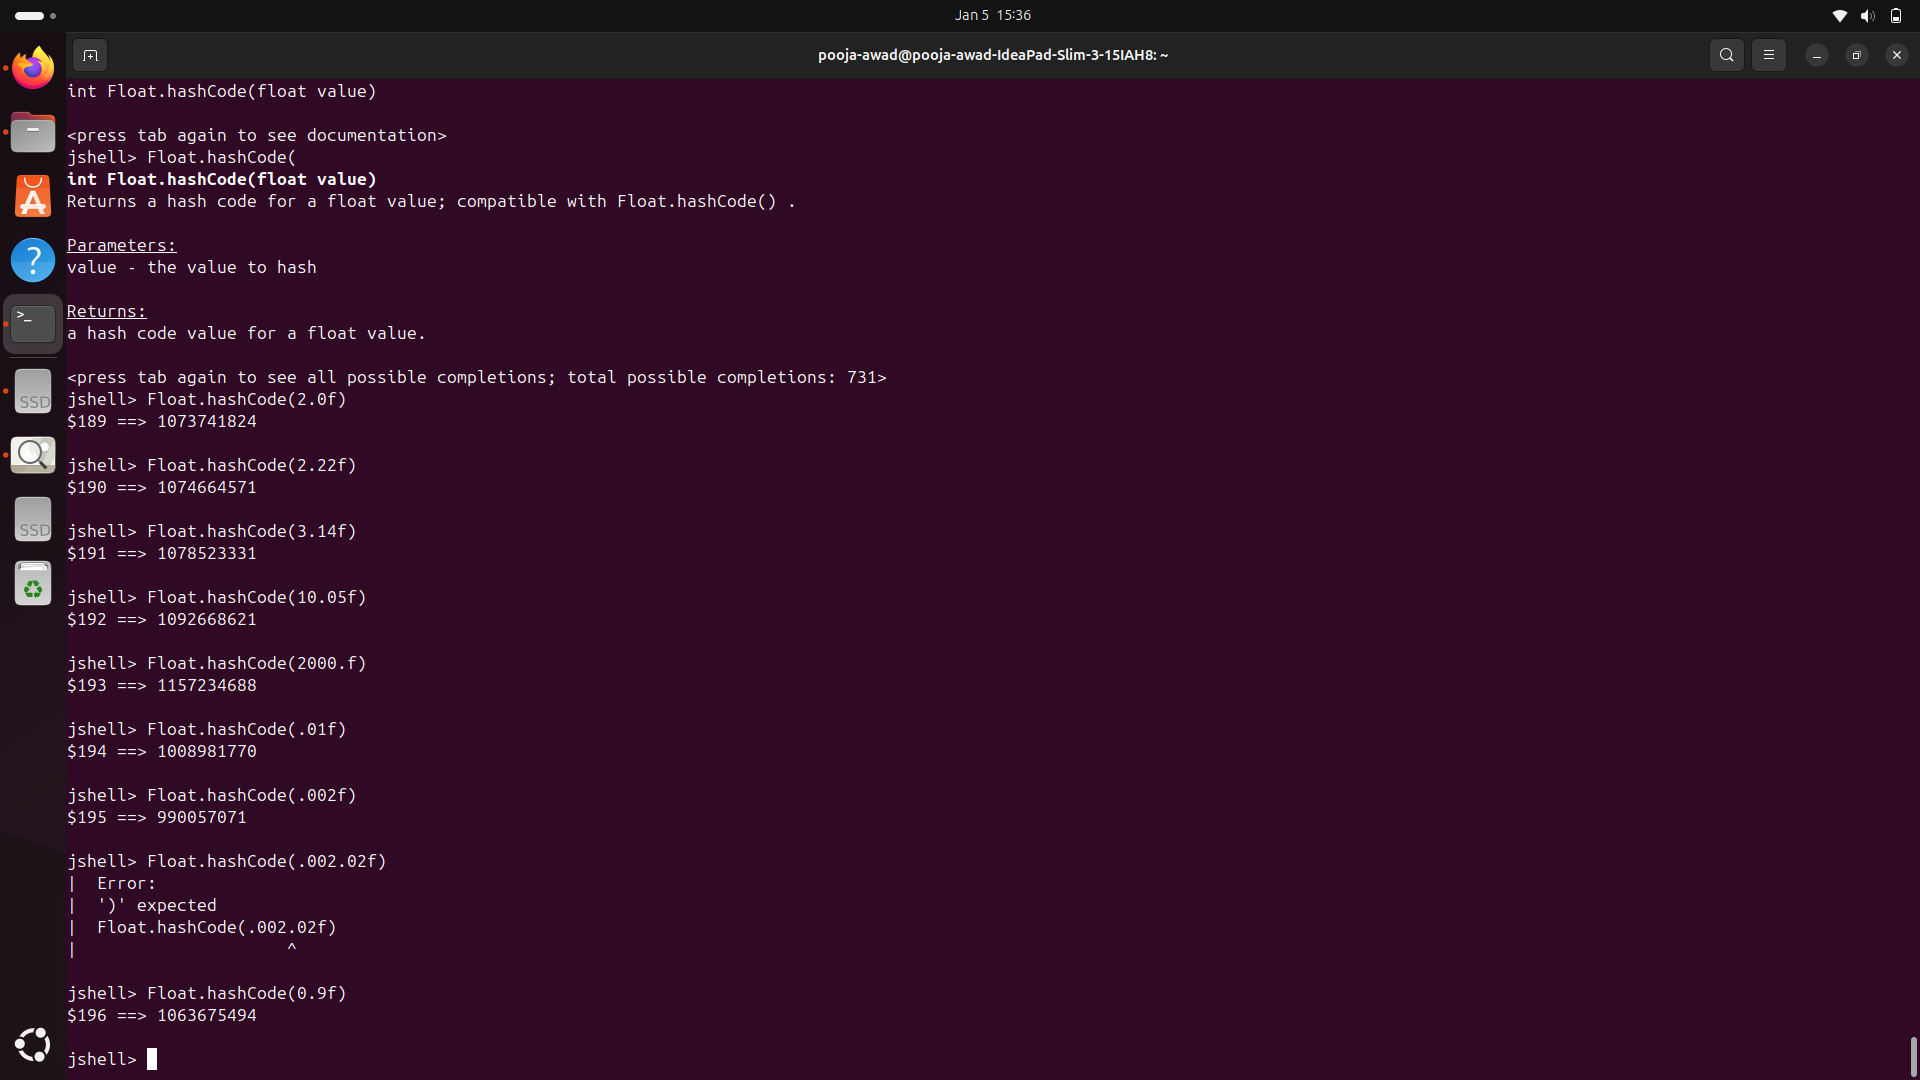 Jan 5 15:36
pooja-awad@pooja-awad-IdeaPad-Slim-3-15IAH8: ~
int Float.hashCode(float value)
<press tab again to see documentation>
jshell> Float.hashCode(
int Float.hashCode(float value)
Returns a hash code for a float value; compatible with Float.hashCode() .
Parameters:
value - the value to hash
Returns:
a hash code value for a float value.
<press tab again to see all possible completions; total possible completions: 731>
jshell> Float.hashCode(2.0f)
$189 ==> 1073741824
jshell> Float.hashCode(2.22f)
$190 ==> 1074664571
jshell> Float.hashCode(3.14f)
$191 ==> 1078523331
jshell> Float.hashCode(10.05f)
$192 ==> 1092668621
jshell> Float.hashCode(2000.f)
$193 ==> 1157234688
jshell> Float.hashCode(.01f)
$194 ==> 1008981770
jshell> Float.hashCode(.002f)
$195 ==> 990057071
jshell> Float.hashCode(.002.02f)
|  Error:
|  ')' expected
|  Float.hashCode(.002.02f)
|                     ^
jshell> Float.hashCode(0.9f)
$196 ==> 1063675494
jshell>
>_
SSD
SSD